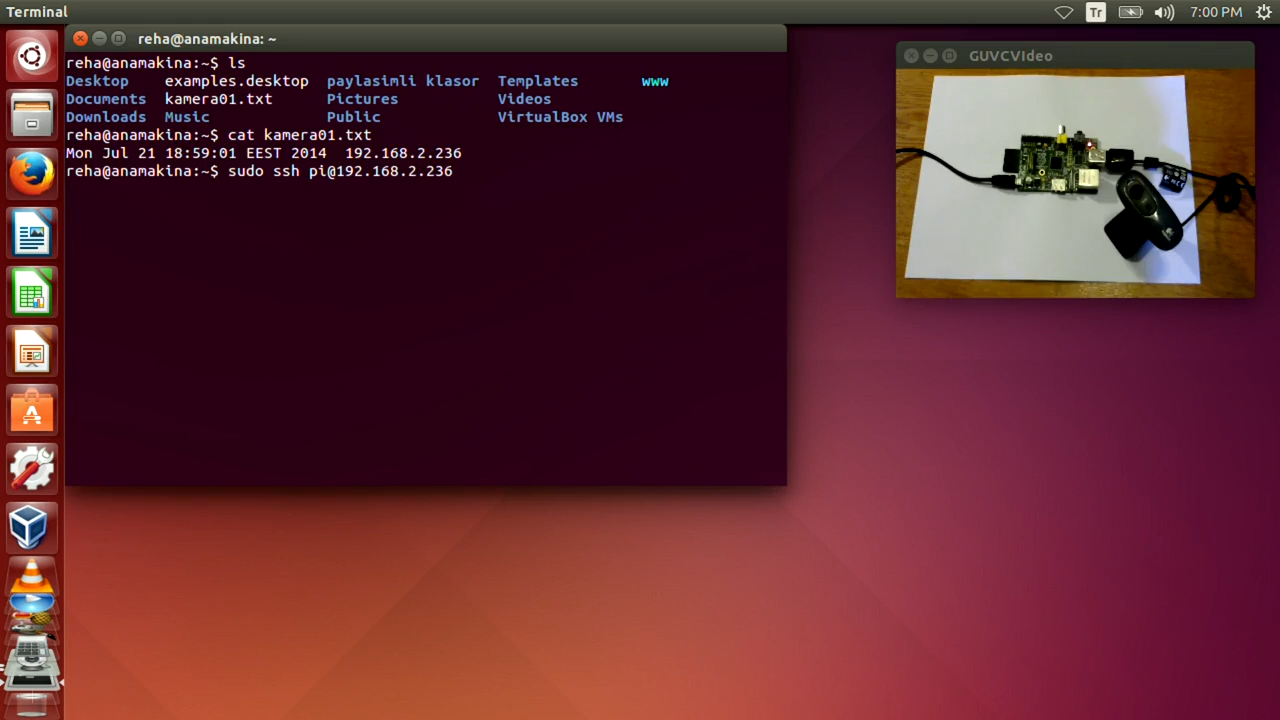 Terminal
Tr
7:00 PM
reha@anamakina: ~
reha@anamakina:~$ ls
Desktop examples.desktop paylasimli klasor Templates www
Documents kamera01.txt Pictures Videos
Downloads Music Public VirtualBox VMs
reha@anamakina:~$ cat kamera01.txt
Mon Jul 21 18:59:01 EEST 2014  192.168.2.236
reha@anamakina:~$ sudo ssh pi@192.168.2.236
GUVCVIdeo